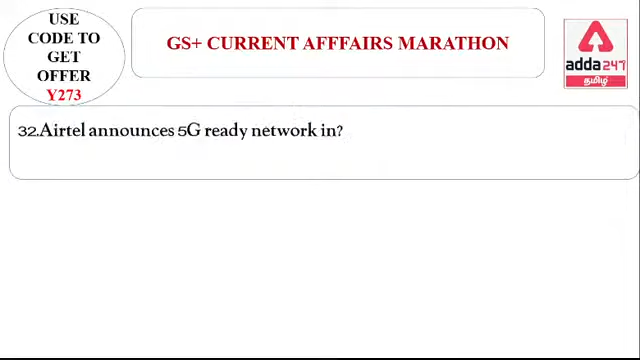 USE
CODE TO
GET
OFFER
Y273
GS+ CURRENT AFFFAIRS MARATHON
adda247
தமிழ்
32.Airtel announces 5G ready network in?